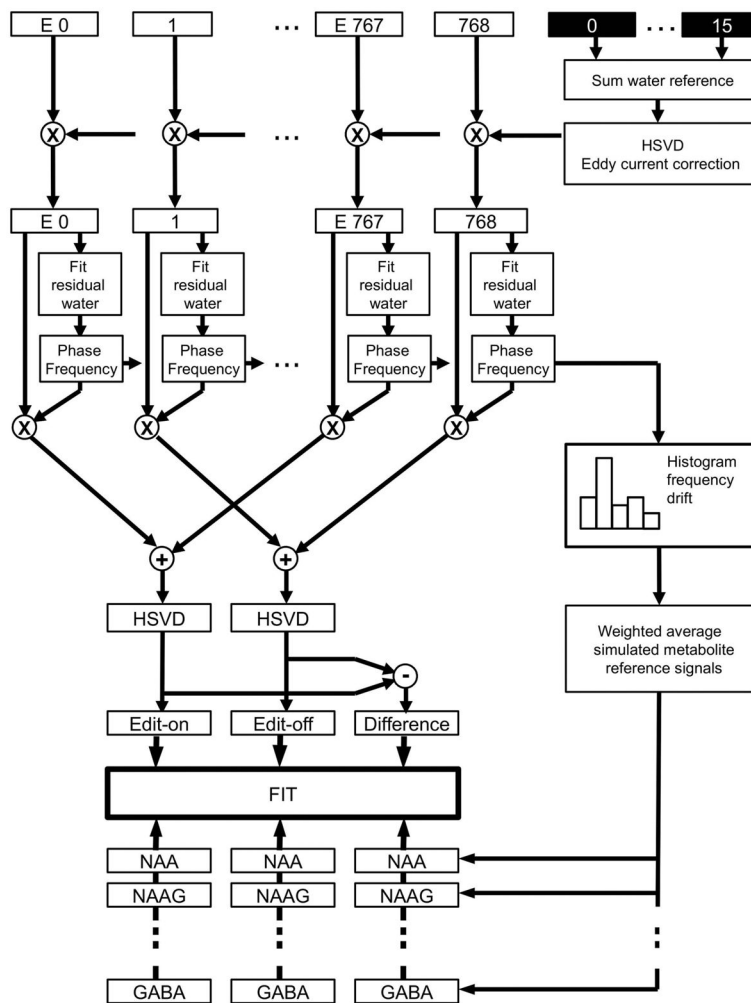 E 0 1 ... E 767 768 0 ... 15
Sum water reference
X X ... X X
HSVD
Eddy current correction
E 0 1 E 767 768
Fit
residual
water
Fit
residual
water
Fit
residual
water
Fit
residual
water
Phase
Frequency
Phase
Frequency
...
Phase
Frequency
Phase
Frequency
X X X X
Histogram
frequency
drift
+ +
HSVD HSVD
Weighted average
simulated metabolite
reference signals
-
Edit-on Edit-off Difference
FIT
NAA NAA NAA
NAAG NAAG NAAG
GABA GABA GABA